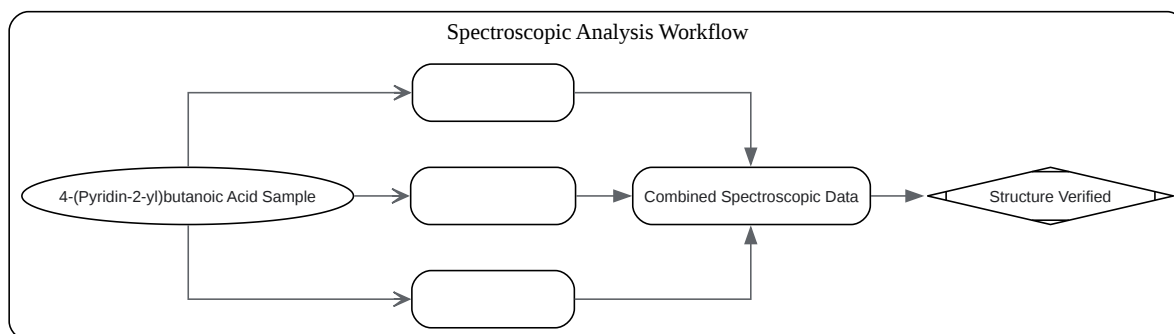 Spectroscopic Analysis Workflow
4-(Pyridin-2-yl)butanoic Acid Sample
Combined Spectroscopic Data
Structure Verified